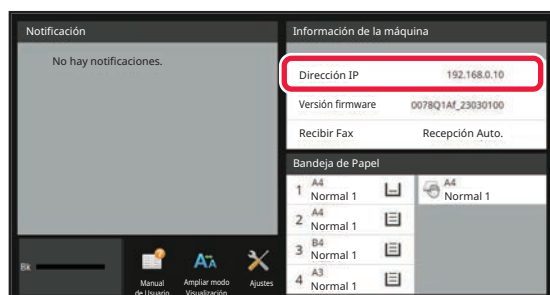 Notificación
No hay notificaciones.
Información de la máquina
Dirección IP 192.168.0.10
Versión firmware 0078Q1Af_23030100
Recibir Fax Recepción Auto.
Bandeja de Papel
1 A4 Normal 1
A4 Normal 1
2 A4 Normal 1
3 B4 Normal 1
4 A3 Normal 1
Bk
Manual de Usuario
Ampliar modo Visualización
Ajustes